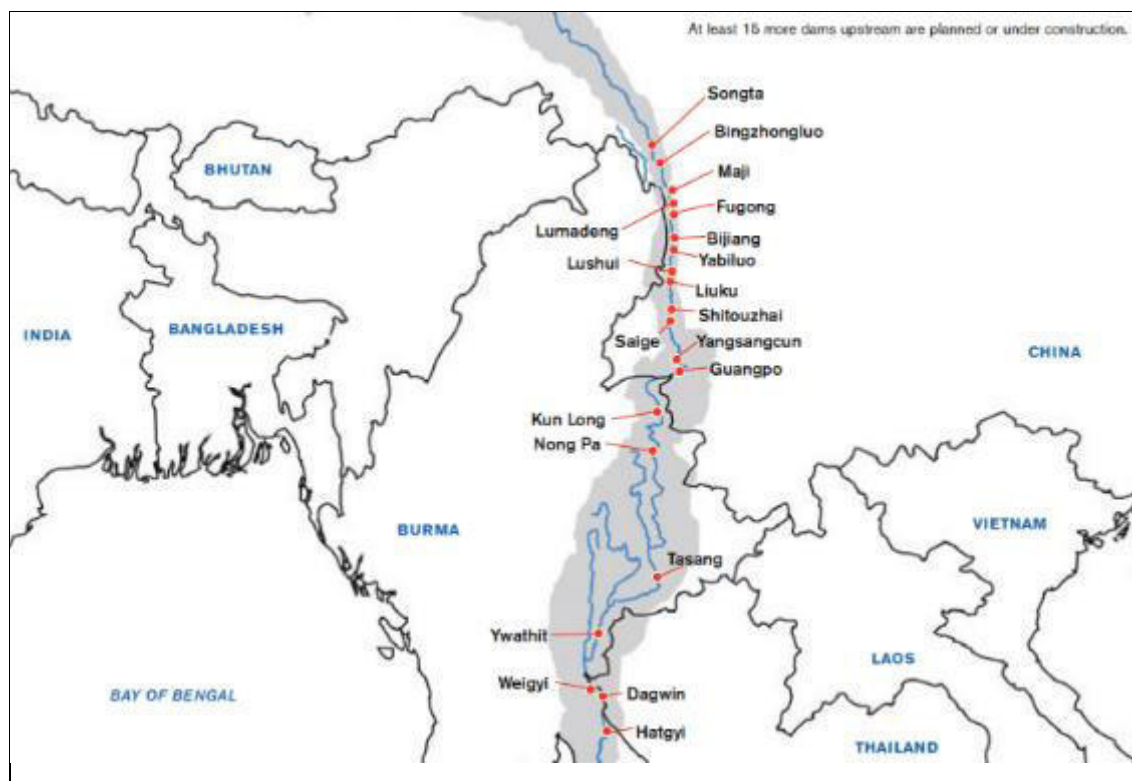 At least 15 more dams upstream are planned or under construction.
Songta
Bingzhongluo
BHUTAN
Maji
Fugong
Lumadeng
Bijiang
Yabiluo
Lushui
Liuku
Shitouzhai
INDIA
BANGLADESH
Saige
Yangsangcun
CHINA
Guangpo
Kun Long
Nong Pa
BURMA
VIETNAM
Tasang
Ywathit
LAOS
Weigyi
Dagwin
BAY OF BENGAL
Hatgyi
THAILAND